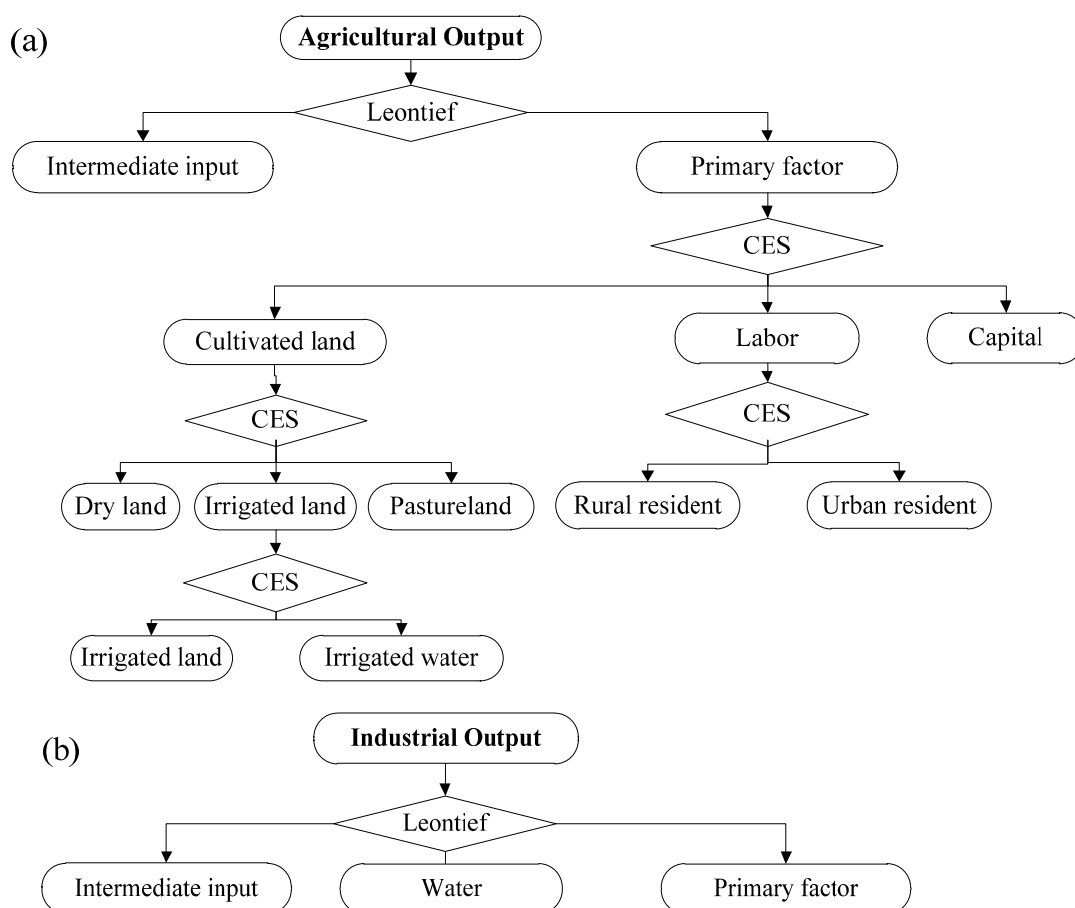 (a)
Agricultural Output
Leontief
Intermediate input
Primary factor
CES
Cultivated land
Labor
Capital
CES
CES
Dry land
Irrigated land
Pastureland
Rural resident
Urban resident
CES
Irrigated land
Irrigated water
(b)
Industrial Output
Leontief
Intermediate input
Water
Primary factor